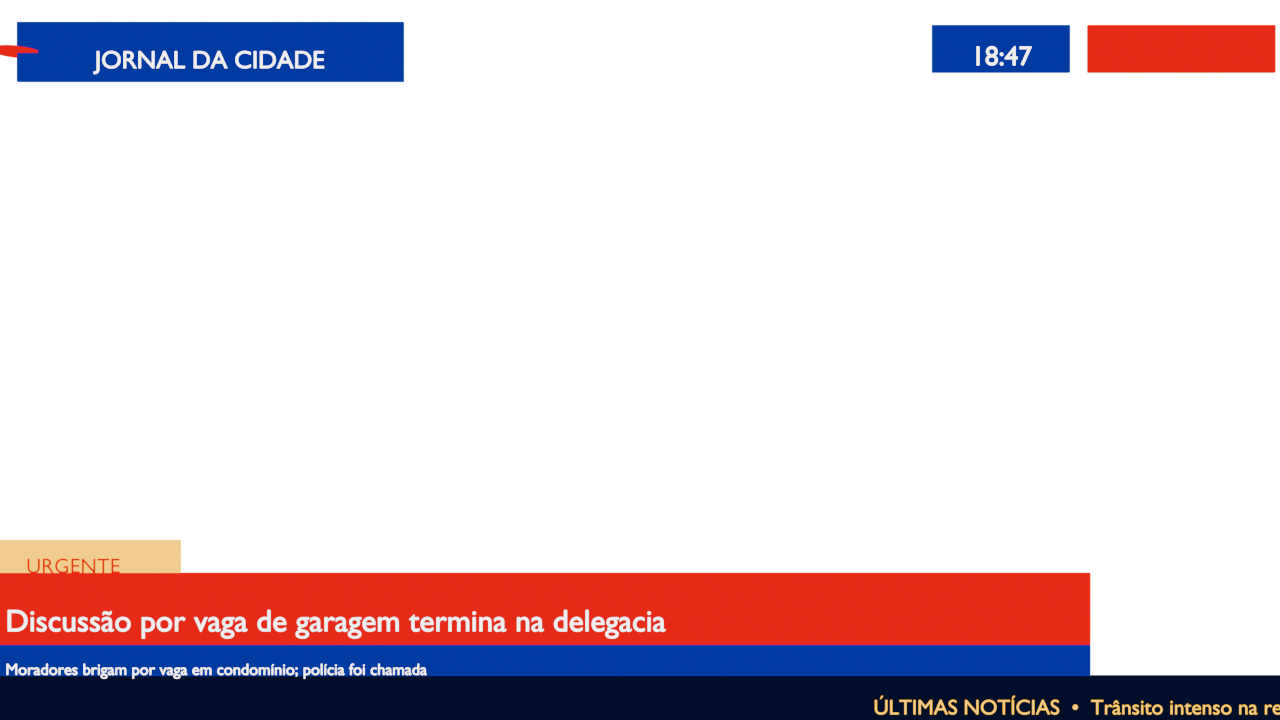 JORNAL DA CIDADE
18:47
URGENTE
Discussão por vaga de garagem termina na delegacia
Moradores brigam por vaga em condomínio; polícia foi chamada
ÚLTIMAS NOTÍCIAS • Trânsito intenso na